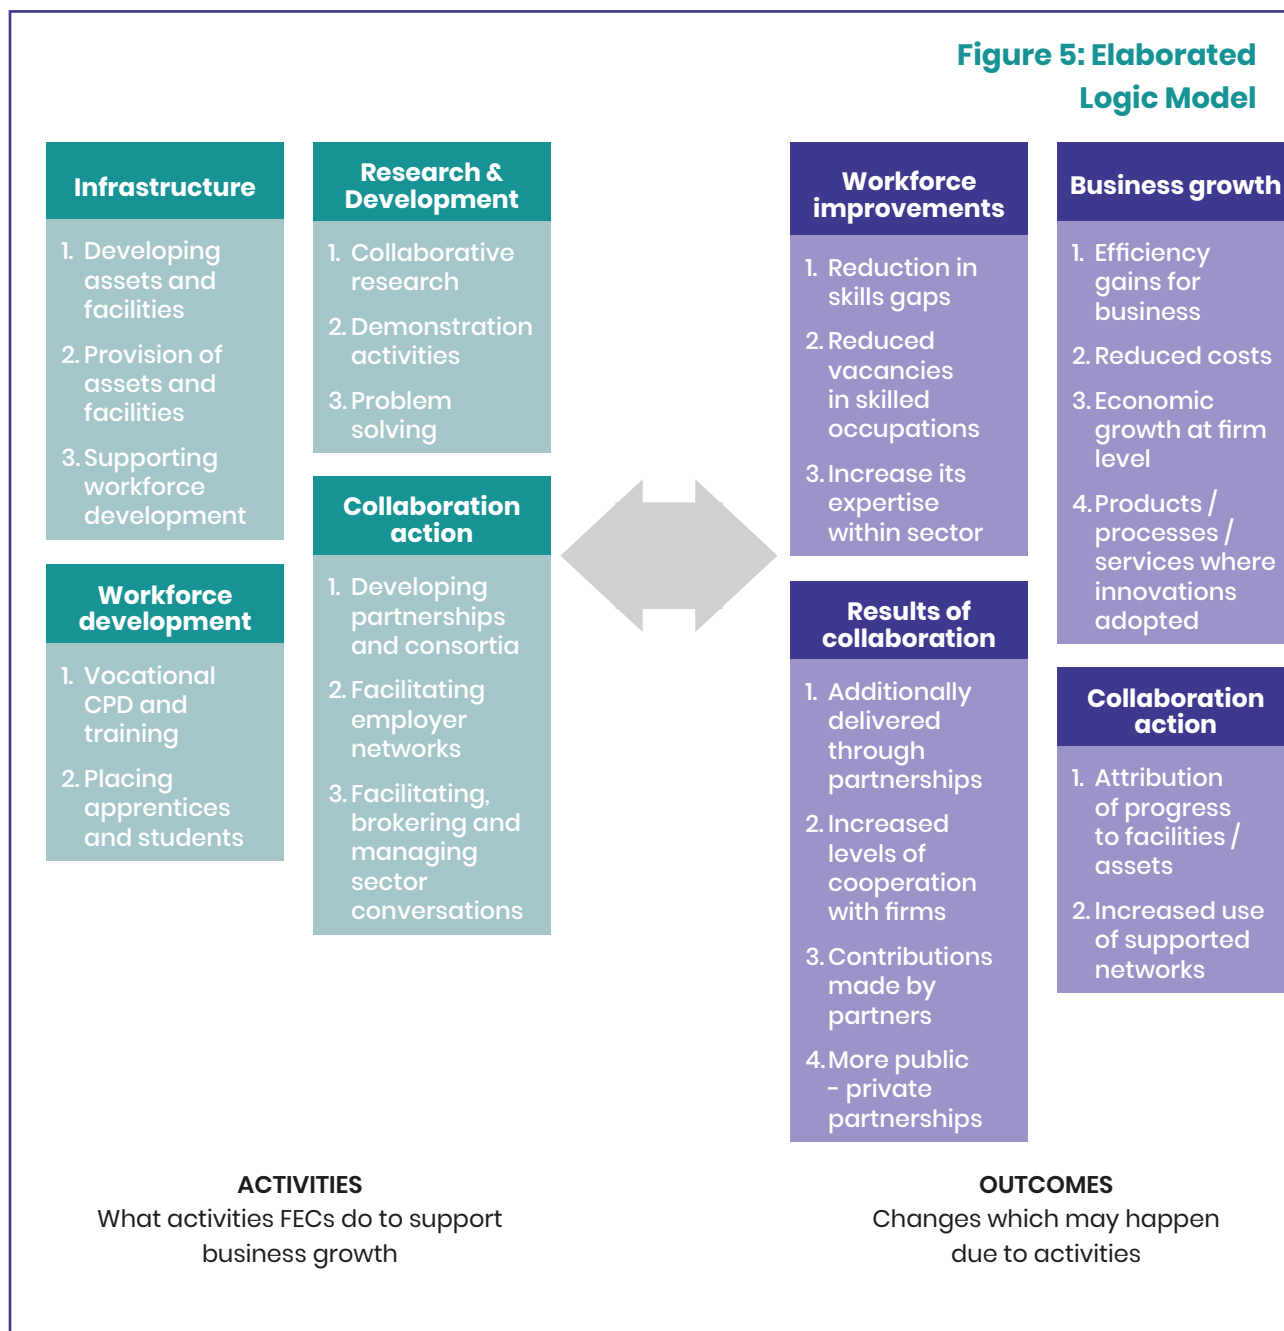 Figure 5: Elaborated
Logic Model
Infrastructure
1. Developing
assets and
facilities
2. Provision of
assets and
facilities
3. Supporting
workforce
development
Workforce
development
1. Vocational
CPD and
training
2. Placing
apprentices
and students
Research &
Development
1. Collaborative
research
2. Demonstration
activities
3. Problem
solving
Collaboration
action
1. Developing
partnerships
and consortia
2. Facilitating
employer
networks
3. Facilitating,
brokering and
managing
sector
conversations
Workforce
improvements
1. Reduction in
skills gaps
2. Reduced
vacancies
in skilled
occupations
3. Increase its
expertise
within sector
Results of
collaboration
1. Additionally
delivered
through
partnerships
2. Increased
levels of
cooperation
with firms
3. Contributions
made by
partners
4. More public
- private
partnerships
Business growth
1. Efficiency
gains for
business
2. Reduced costs
3. Economic
growth at firm
level
4. Products /
processes /
services where
innovations
adopted
Collaboration
action
1. Attribution
of progress
to facilities /
assets
2. Increased use
of supported
networks
ACTIVITIES
What activities FECs do to support
business growth
OUTCOMES
Changes which may happen
due to activities